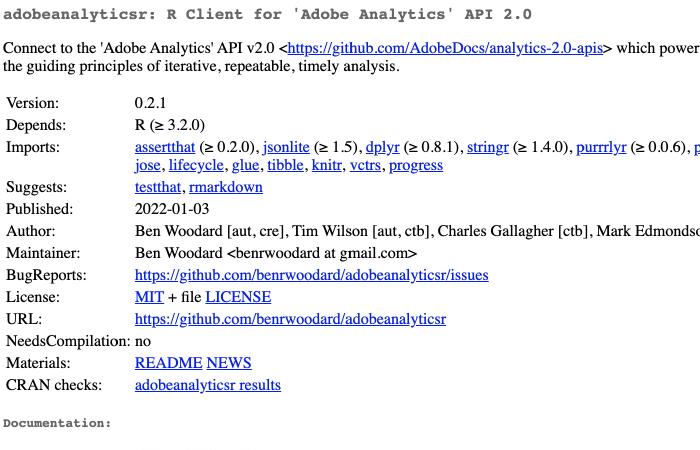 adobeanalyticsr: R Client for 'Adobe Analytics' API 2.0
Connect to the 'Adobe Analytics' API v2.0 <https://github.com/AdobeDocs/analytics-2.0-apis> which power
the guiding principles of iterative, repeatable, timely analysis.
Version: 0.2.1
Depends: R (≥ 3.2.0)
Imports: assertthat (≥ 0.2.0), jsonlite (≥ 1.5), dplyr (≥ 0.8.1), stringr (≥ 1.4.0), purrrlyr (≥ 0.0.6), p
jose, lifecycle, glue, tibble, knitr, vctrs, progress
Suggests: testthat, rmarkdown
Published: 2022-01-03
Author: Ben Woodard [aut, cre], Tim Wilson [aut, ctb], Charles Gallagher [ctb], Mark Edmondso
Maintainer: Ben Woodard <benrwoodard at gmail.com>
BugReports: https://github.com/benrwoodard/adobeanalyticsr/issues
License: MIT + file LICENSE
URL: https://github.com/benrwoodard/adobeanalyticsr
NeedsCompilation: no
Materials: README NEWS
CRAN checks: adobeanalyticsr results
Documentation: